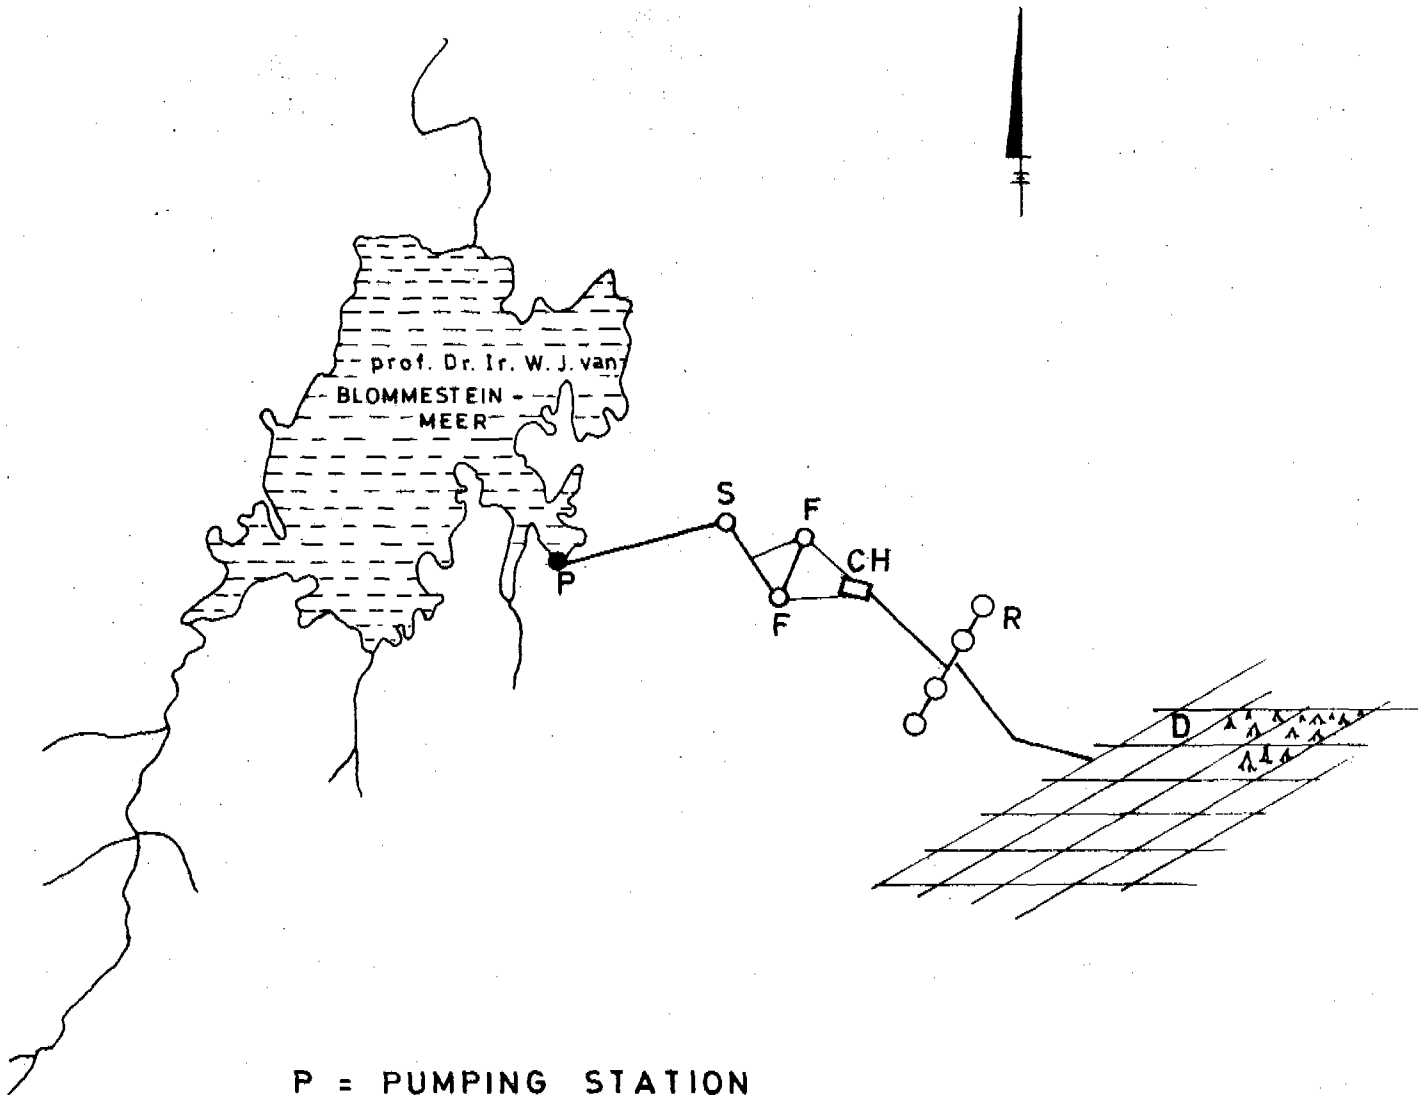 prof. Dr. Ir. W. J. van
BLOMMESTEIN -
MEER
S
F
CH
P
F
R
D
P = PUMPING STATION